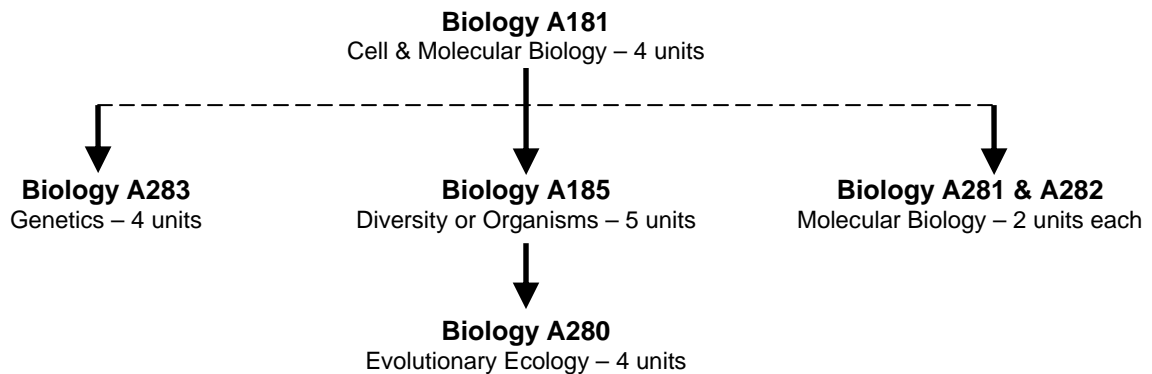 Biology A181
Cell & Molecular Biology – 4 units
Biology A283
Genetics – 4 units
Biology A185
Diversity or Organisms – 5 units
Biology A281 & A282
Molecular Biology – 2 units each
Biology A280
Evolutionary Ecology – 4 units